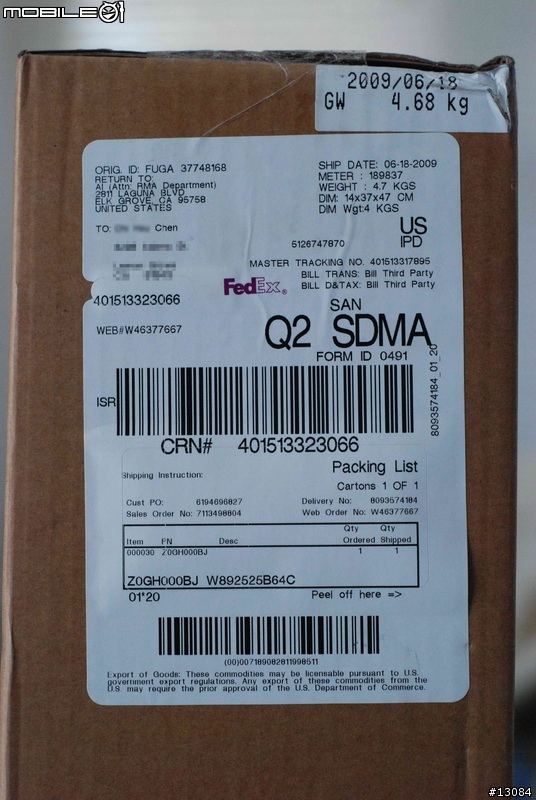 MOBILE01
2009/06/18
GW 4.68 kg
ORIG. ID: FUGA 37748168
RETURN TO:
AI (Attn: RMA Department)
2811 LAGUNA BLVD
ELK GROVE, CA 95758
UNITED STATES
SHIP DATE: 06-18-2009
METER : 189837
WEIGHT : 4.7 KGS
DIM: 14x37x47 CM
DIM Wgt:4 KGS
TO: Chen
US
IPD
5126747870
MASTER TRACKING NO. 401513317895
BILL TRANS: Bill Third Party
BILL D&TAX: Bill Third Party
FedEx®
401513323066
SAN
WEB#W46377667
Q2 SDMA
FORM ID 0491
8093574184_01_20
ISR
CRN# 401513323066
Packing List
Shipping Instruction:
Cartons 1 OF 1
Cust PO: 6194696827 Delivery No: 8093574184
Sales Order No: 7113498804 Web Order No: W46377667
Item PN Desc Qty Ordered Qty Shipped
000030 Z0GH000BJ 1 1
Z0GH000BJ W892525B64C
01*20 Peel off here =>
(00)007189082811998511
Export of Goods: These commodities may be licensable pursuant to U.S.
government export regulations. Any export of these commodities from the
U.S. may require the prior approval of the U.S. Department of Commerce.
#13084